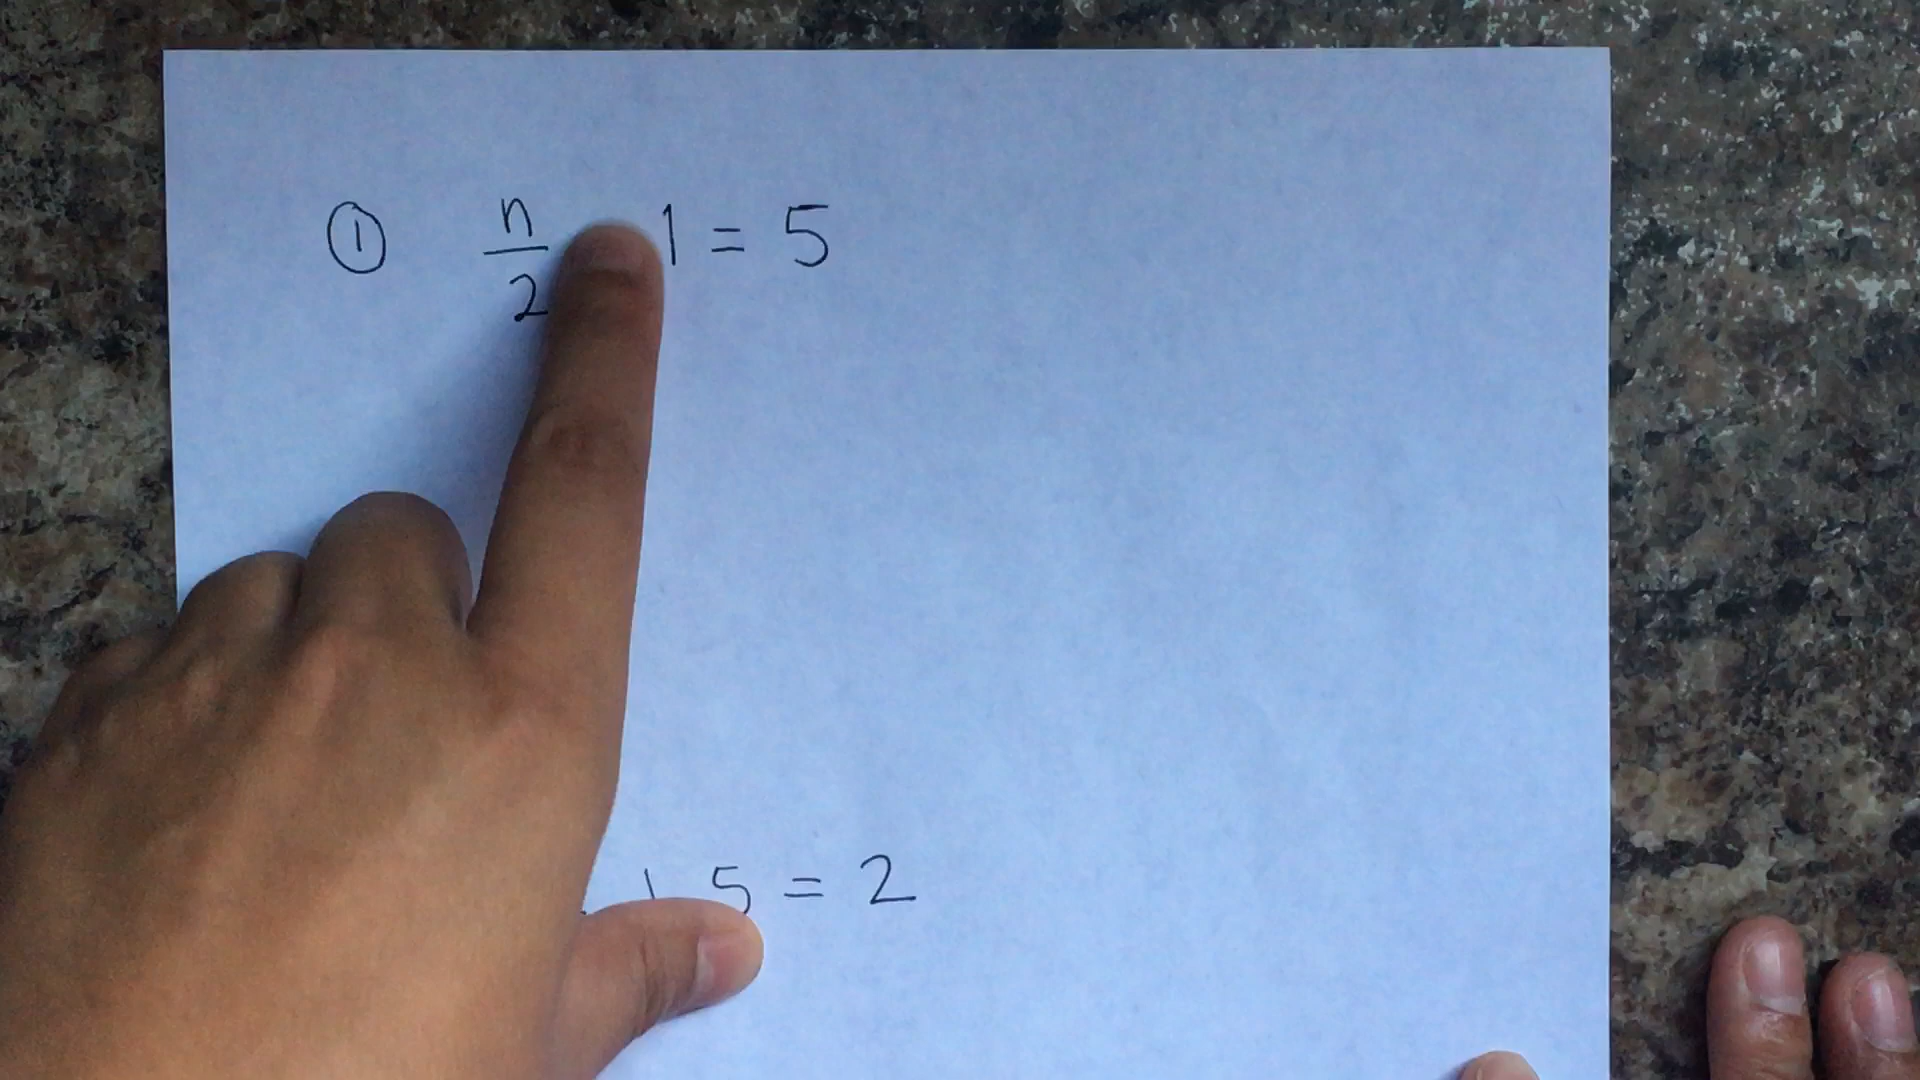 ① n/2 1 = 5
5 = 2